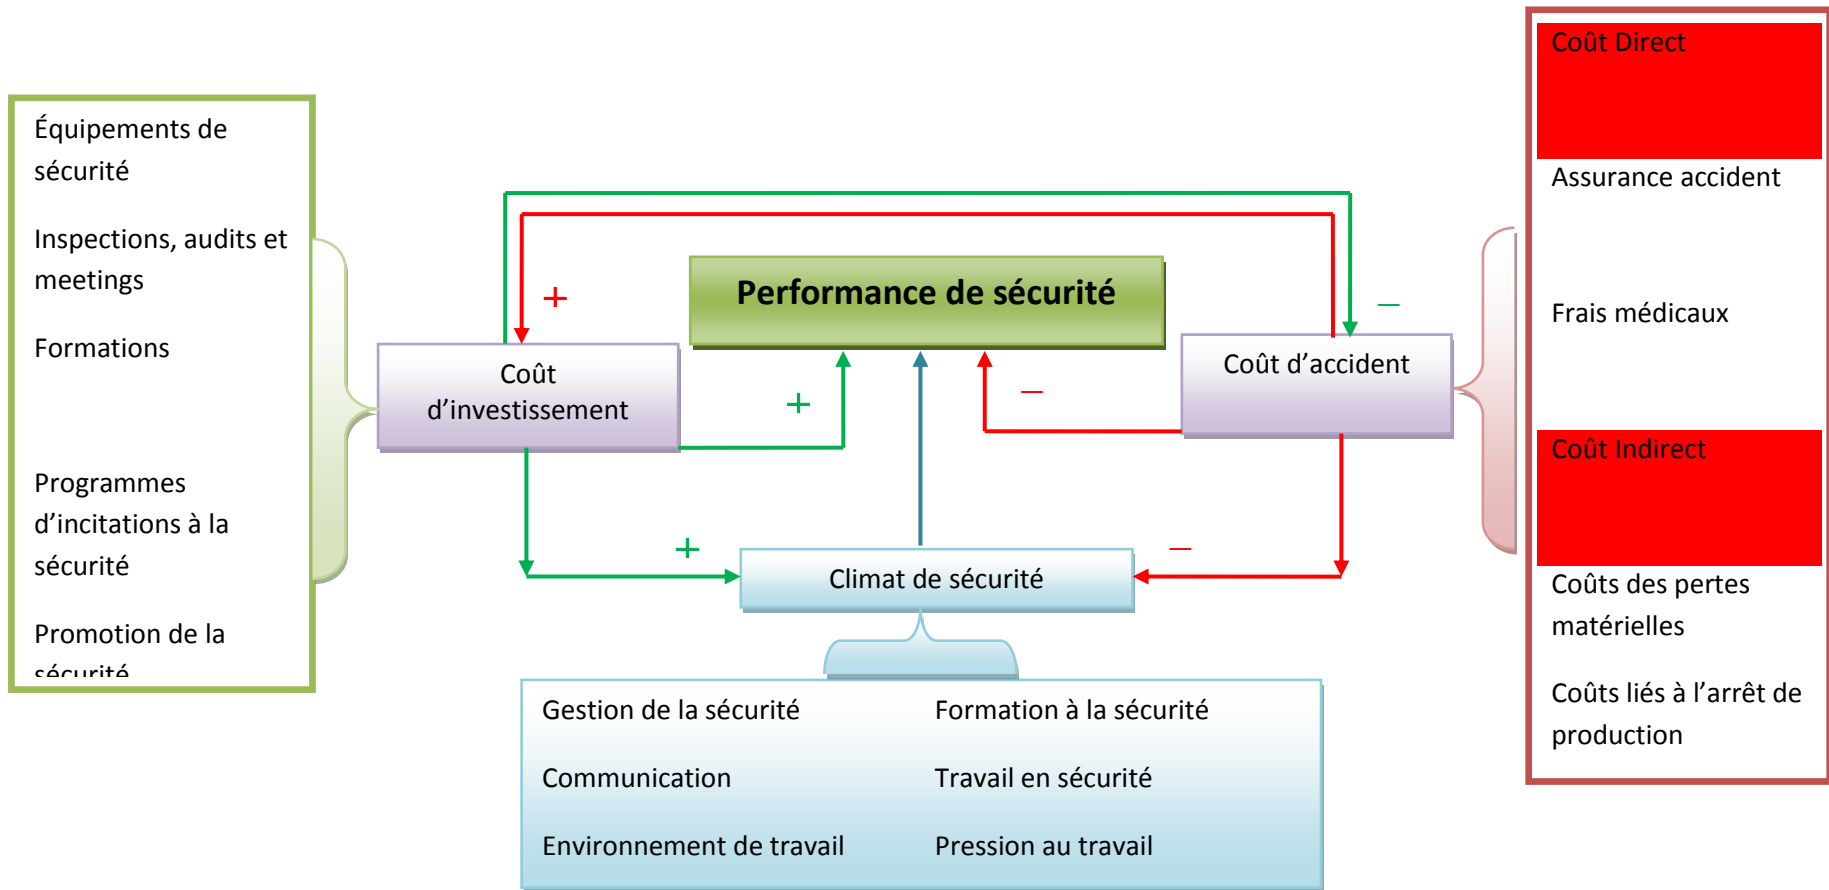 Équipements de
sécurité
Inspections, audits et
meetings
Formations
Programmes
d’incitations à la
sécurité
Promotion de la
sécurité
Performance de sécurité
+
–
Coût
d’investissement
+
–
Coût d’accident
+
–
Climat de sécurité
Gestion de la sécurité
Formation à la sécurité
Communication
Travail en sécurité
Environnement de travail
Pression au travail
Coût Direct
Assurance accident
Frais médicaux
Coût Indirect
Coûts des pertes
matérielles
Coûts liés à l’arrêt de
production